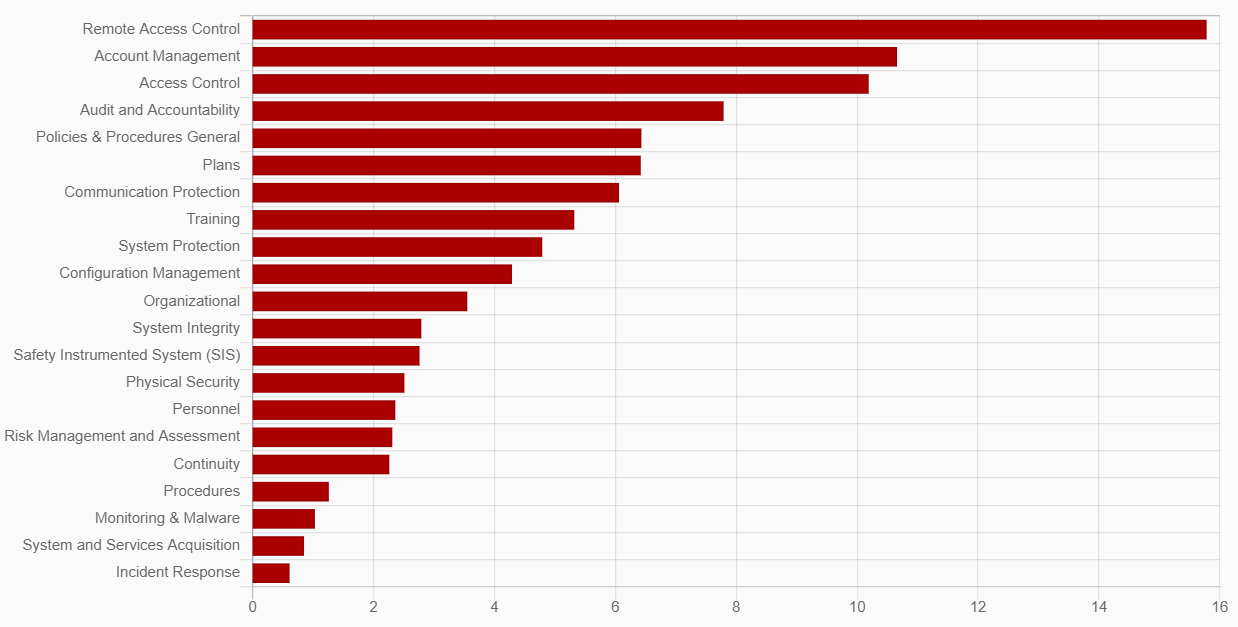 Remote Access Control
Account Management
Access Control
Audit and Accountability
Policies & Procedures General
Plans
Communication Protection
Training
System Protection
Configuration Management
Organizational
System Integrity
Safety Instrumented System (SIS)
Physical Security
Personnel
Risk Management and Assessment
Continuity
Procedures
Monitoring & Malware
System and Services Acquisition
Incident Response
0 2 4 6 8 10 12 14 16